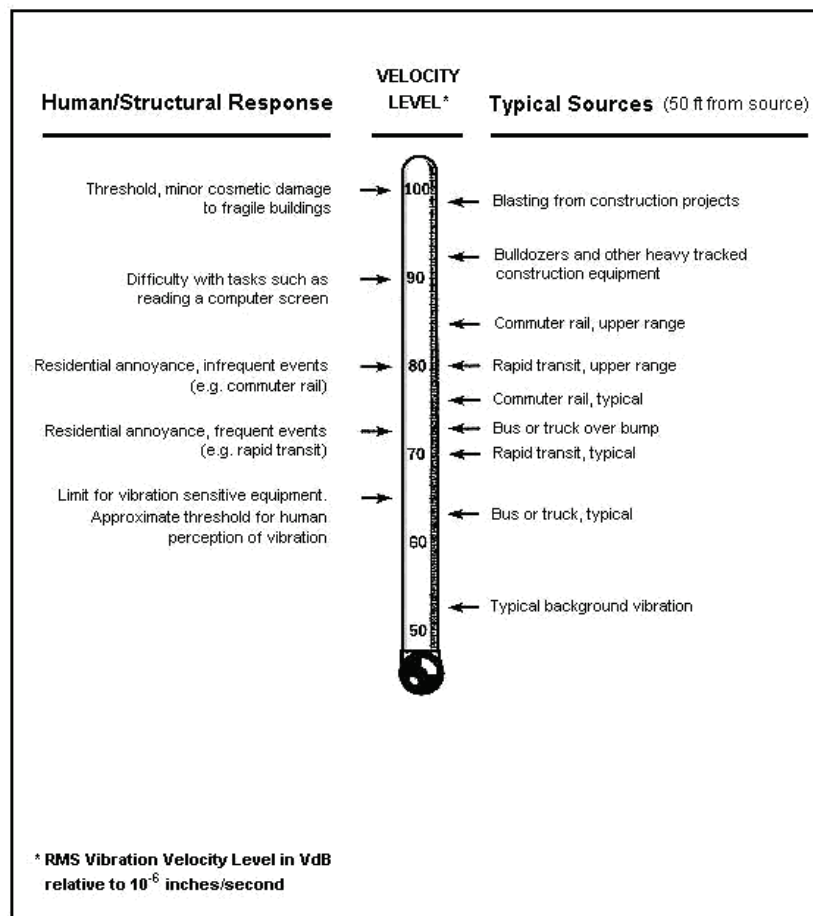 Human/Structural Response
VELOCITY
LEVEL*
Typical Sources (50 ft from source)
Threshold, minor cosmetic damage
to fragile buildings
Difficulty with tasks such as
reading a computer screen
Residential annoyance, infrequent events
(e.g. commuter rail)
Residential annoyance, frequent events
(e.g. rapid transit)
Limit for vibration sensitive equipment.
Approximate threshold for human
perception of vibration
100
90
80
70
60
50
Blasting from construction projects
Bulldozers and other heavy tracked
construction equipment
Commuter rail, upper range
Rapid transit, upper range
Commuter rail, typical
Bus or truck over bump
Rapid transit, typical
Bus or truck, typical
Typical background vibration
* RMS Vibration Velocity Level in VdB
relative to 10⁻⁶ inches/second